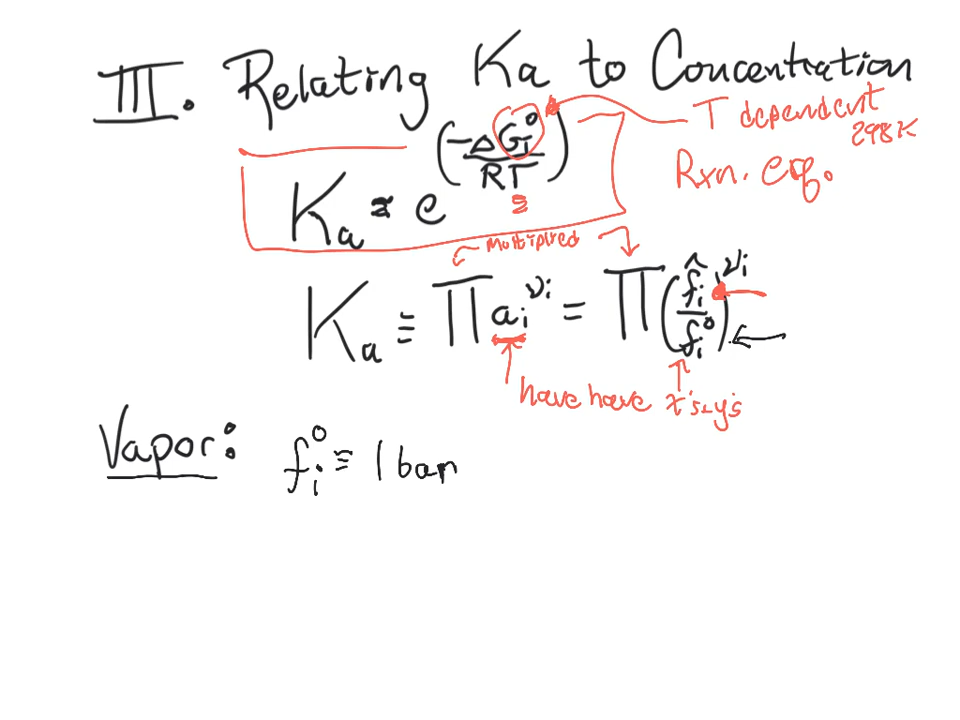 III. Relating Ka to Concentration
T dependent
298K
Rxn. eq.
Ka = e^(-ΔG°T/RT)
Multiplied
Ka ≡ Π ai^νi = Π(f̂i/fi°)^νi
have have x's + y's
Vapor: fi° ≡ 1 bar